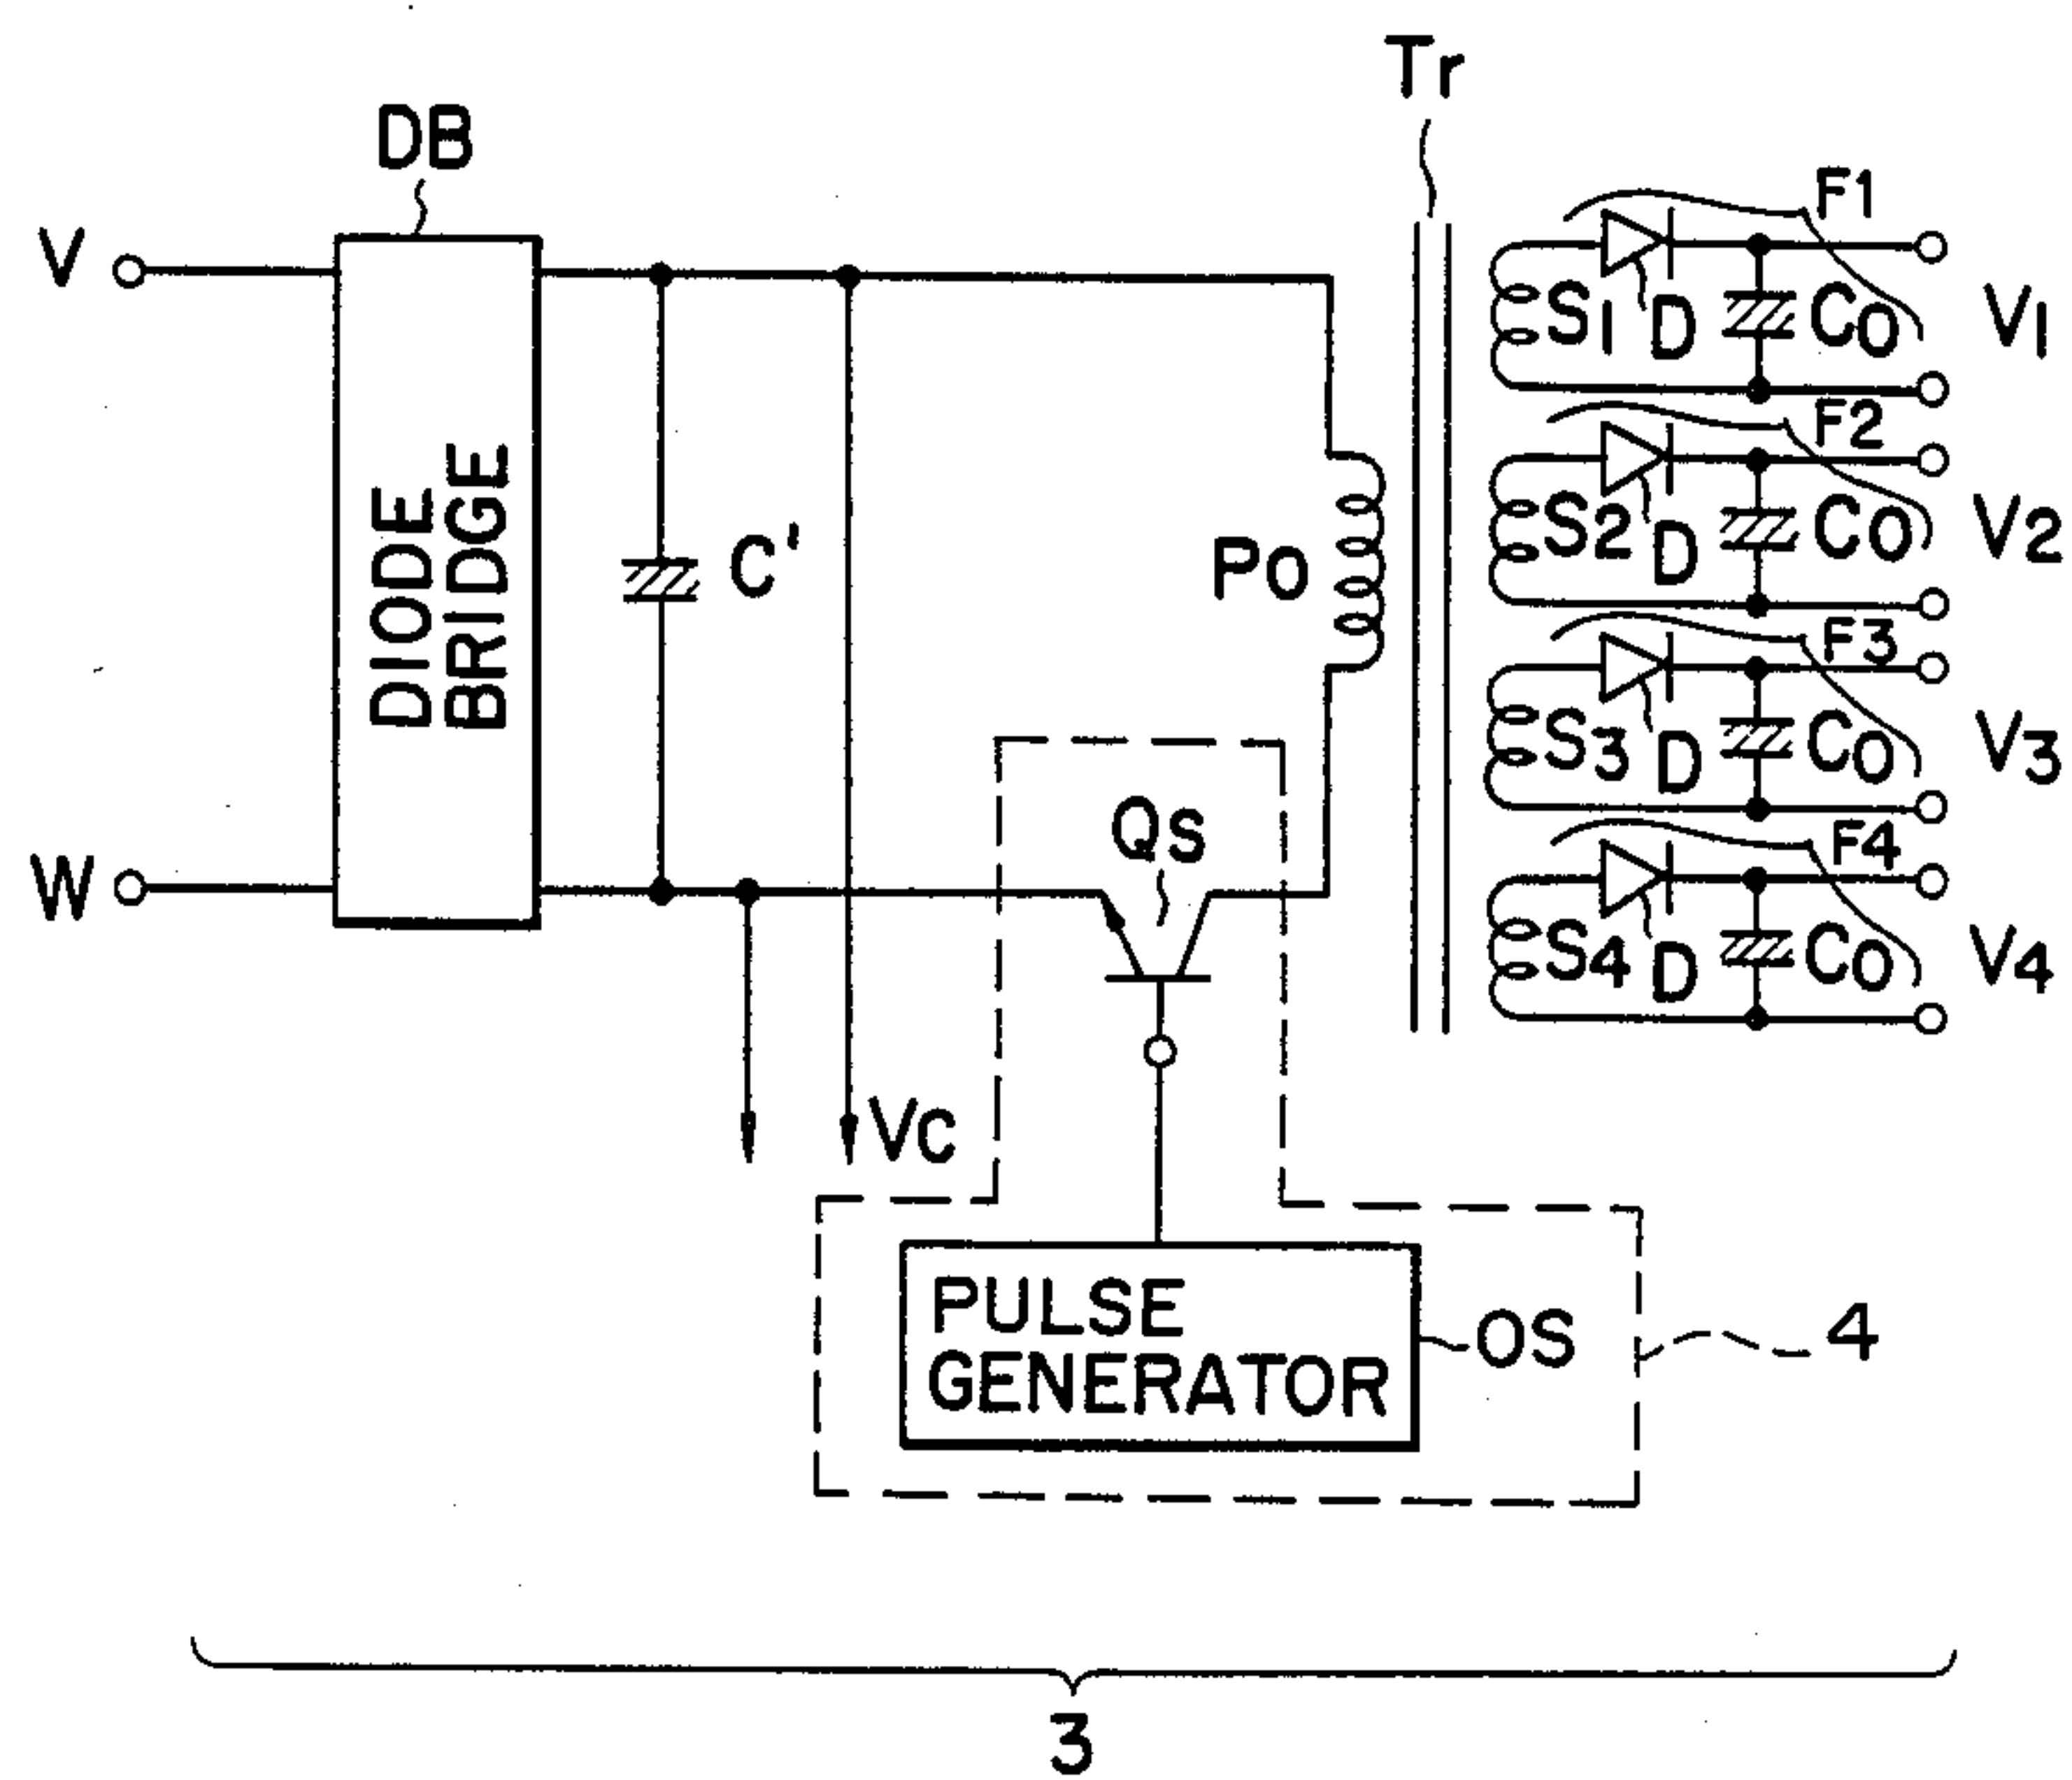 Tr
DB
F1
V
S1 D Co V1
F2
DIODE
BRIDGE
C'
Po
S2 D Co V2
F3
S3 D Co V3
QS
F4
W
S4 D Co V4
VC
PULSE
GENERATOR
OS
4
3